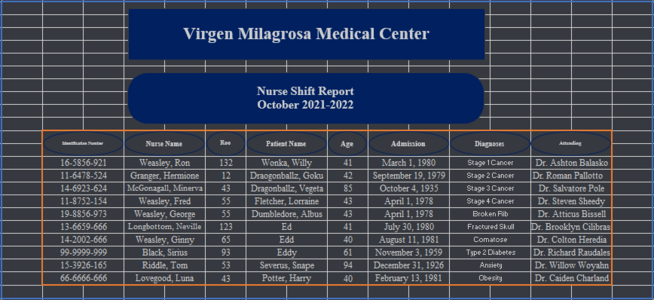 Virgen Milagrosa Medical Center
Nurse Shift Report
October 2021-2022
Identification Number Nurse Name Rm# Patient Name Age Admission Diagnoses Attending
16-5856-921 Weasley, Ron 132 Wonka, Willy 41 March 1, 1980 Stage 1 Cancer Dr. Ashton Balasko
11-6478-524 Granger, Hermione 12 Draogonballz, Goku 42 September 19, 1979 Stage 2 Cancer Dr. Roman Pallotto
14-6923-624 McGonagall, Minerva 43 Dragonballz, Vegeta 85 October 4, 1935 Stage 3 Cancer Dr. Salvatore Pole
11-8752-154 Weasley, Fred 55 Fletcher, Lorraine 43 April 1, 1978 Stage 4 Cancer Dr. Steven Sheedy
19-8856-973 Weasley, George 55 Dumbledore, Albus 43 April 1, 1978 Broken Rib Dr. Atticus Bissell
13-6659-666 Longbottom, Neville 123 Ed 41 July 30, 1980 Fractured Skull Dr. Brooklyn Cilibras
14-2002-666 Weasley, Ginny 65 Edd 40 August 11, 1981 Comatose Dr. Colton Heredia
99-9999-999 Black, Sirius 93 Eddy 61 November 3, 1959 Type 2 Diabetes Dr. Richard Raudales
15-3926-165 Riddle, Tom 53 Severus, Snape 94 December 31, 1926 Anxiety Dr. Willow Woyahn
66-6666-666 Lovegood, Luna 43 Potter, Harry 40 February 13, 1981 Obesity Dr. Caiden Charland